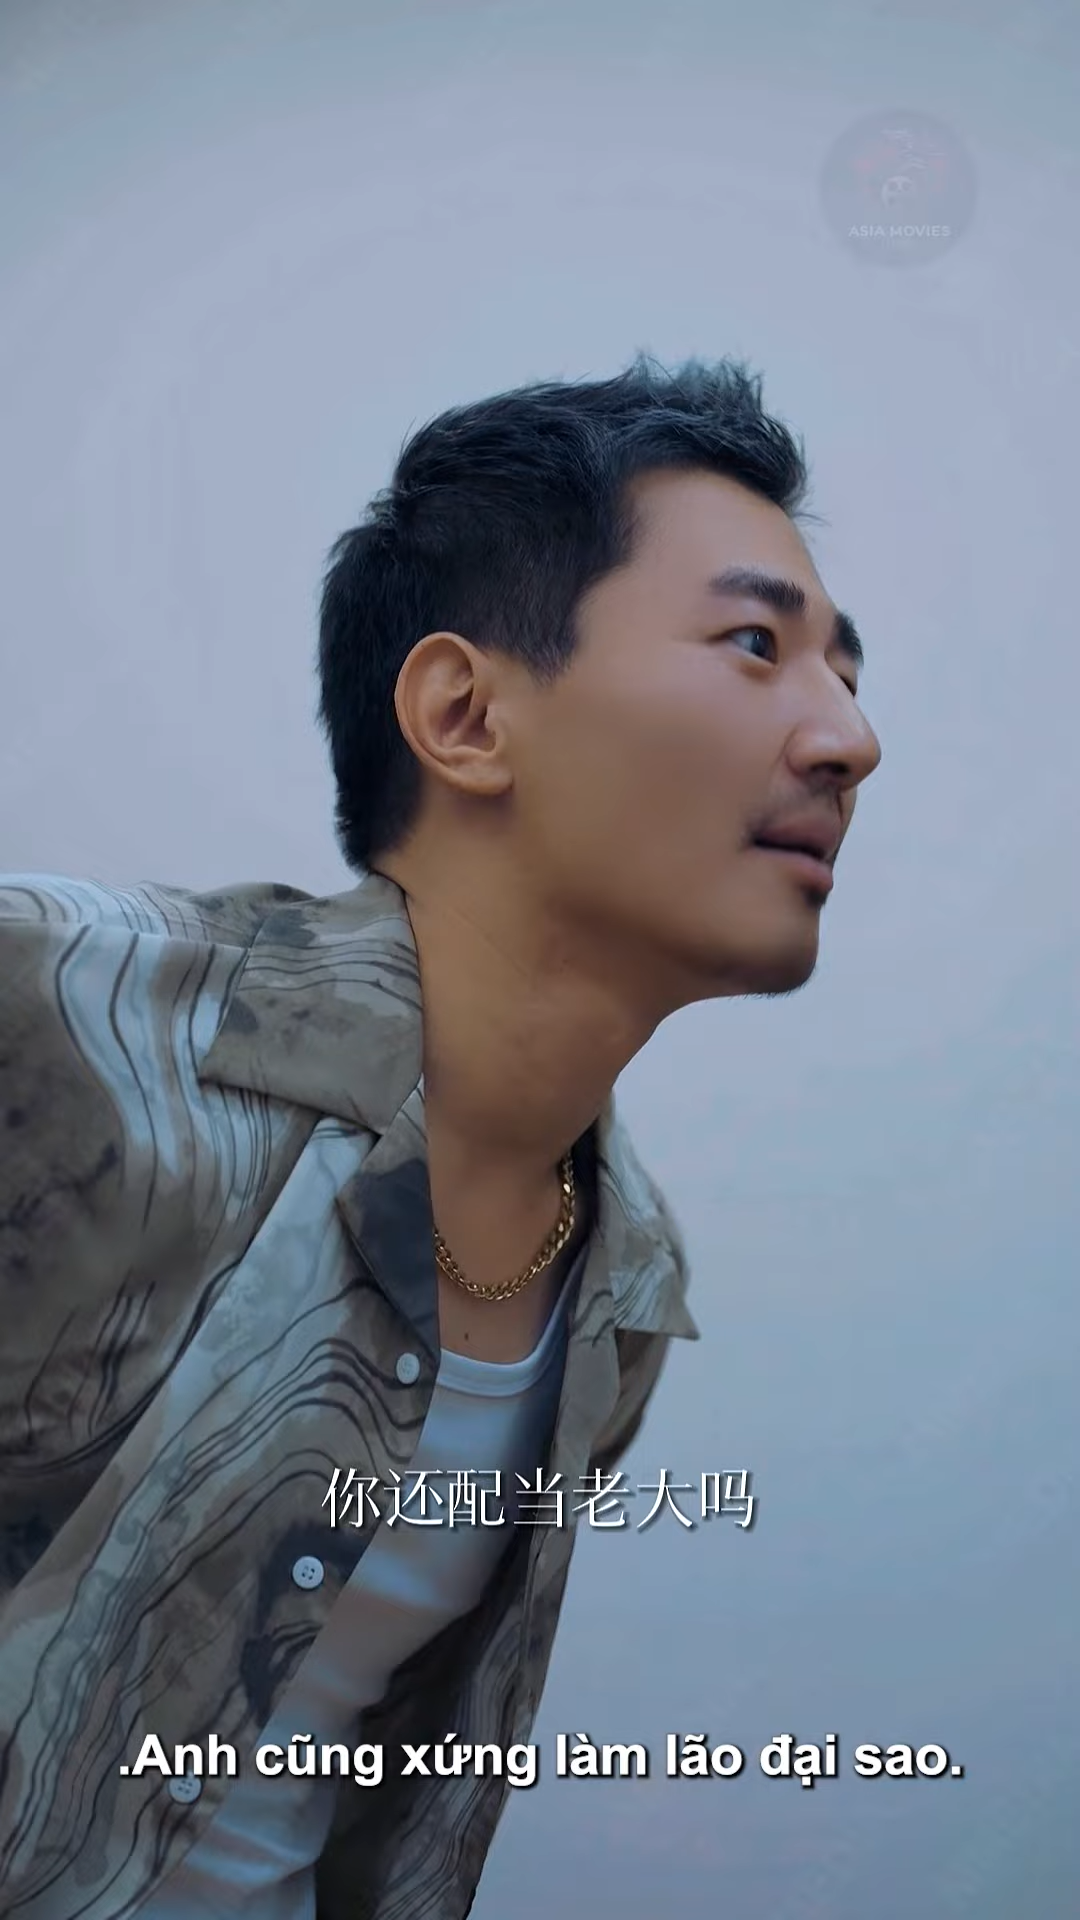 ASIA MOVIES
你还配当老大吗
.Anh cũng xứng làm lão đại sao.